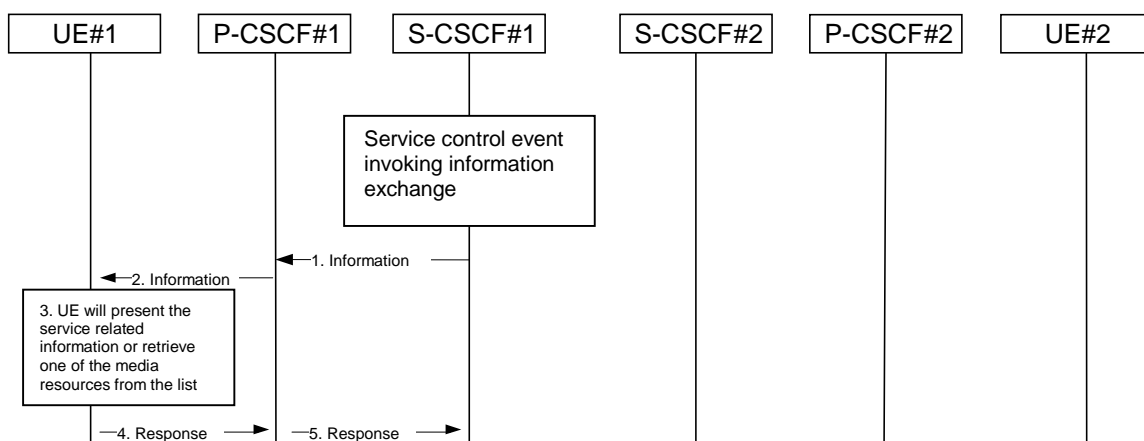 UE#1
P-CSCF#1
S-CSCF#1
S-CSCF#2
P-CSCF#2
UE#2
Service control event
invoking information
exchange
1. Information
2. Information
3. UE will present the
service related
information or retrieve
one of the media
resources from the list
4. Response
5. Response